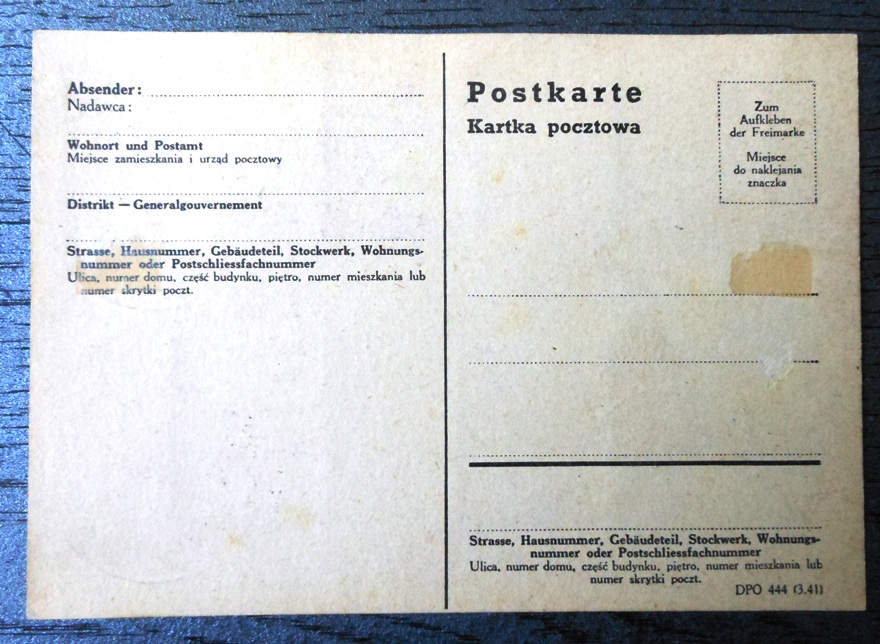 Absender:
Nadawca:
Wohnort und Postamt
Miejsce zamieszkania i urząd pocztowy
Distrikt — Generalgouvernement
Strasse, Hausnummer, Gebäudeteil, Stockwerk, Wohnungs-
nummer oder Postschliessfachnummer
Ulica, numer domu, część budynku, piętro, numer mieszkania lub
numer skrytki poczt.
Postkarte
Kartka pocztowa
Zum
Aufkleben
der Freimarke
Miejsce
do naklejania
znaczka
Strasse, Hausnummer, Gebäudeteil, Stockwerk, Wohnungs-
nummer oder Postschliessfachnummer
Ulica, numer domu, część budynku, piętro, numer mieszkania lub
numer skrytki poczt.
DPO 444 (3.41)